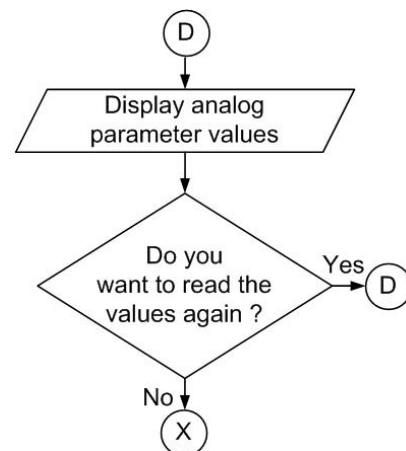 D
Display analog
parameter values
Do you
want to read the
values again ?
Yes
D
No
X